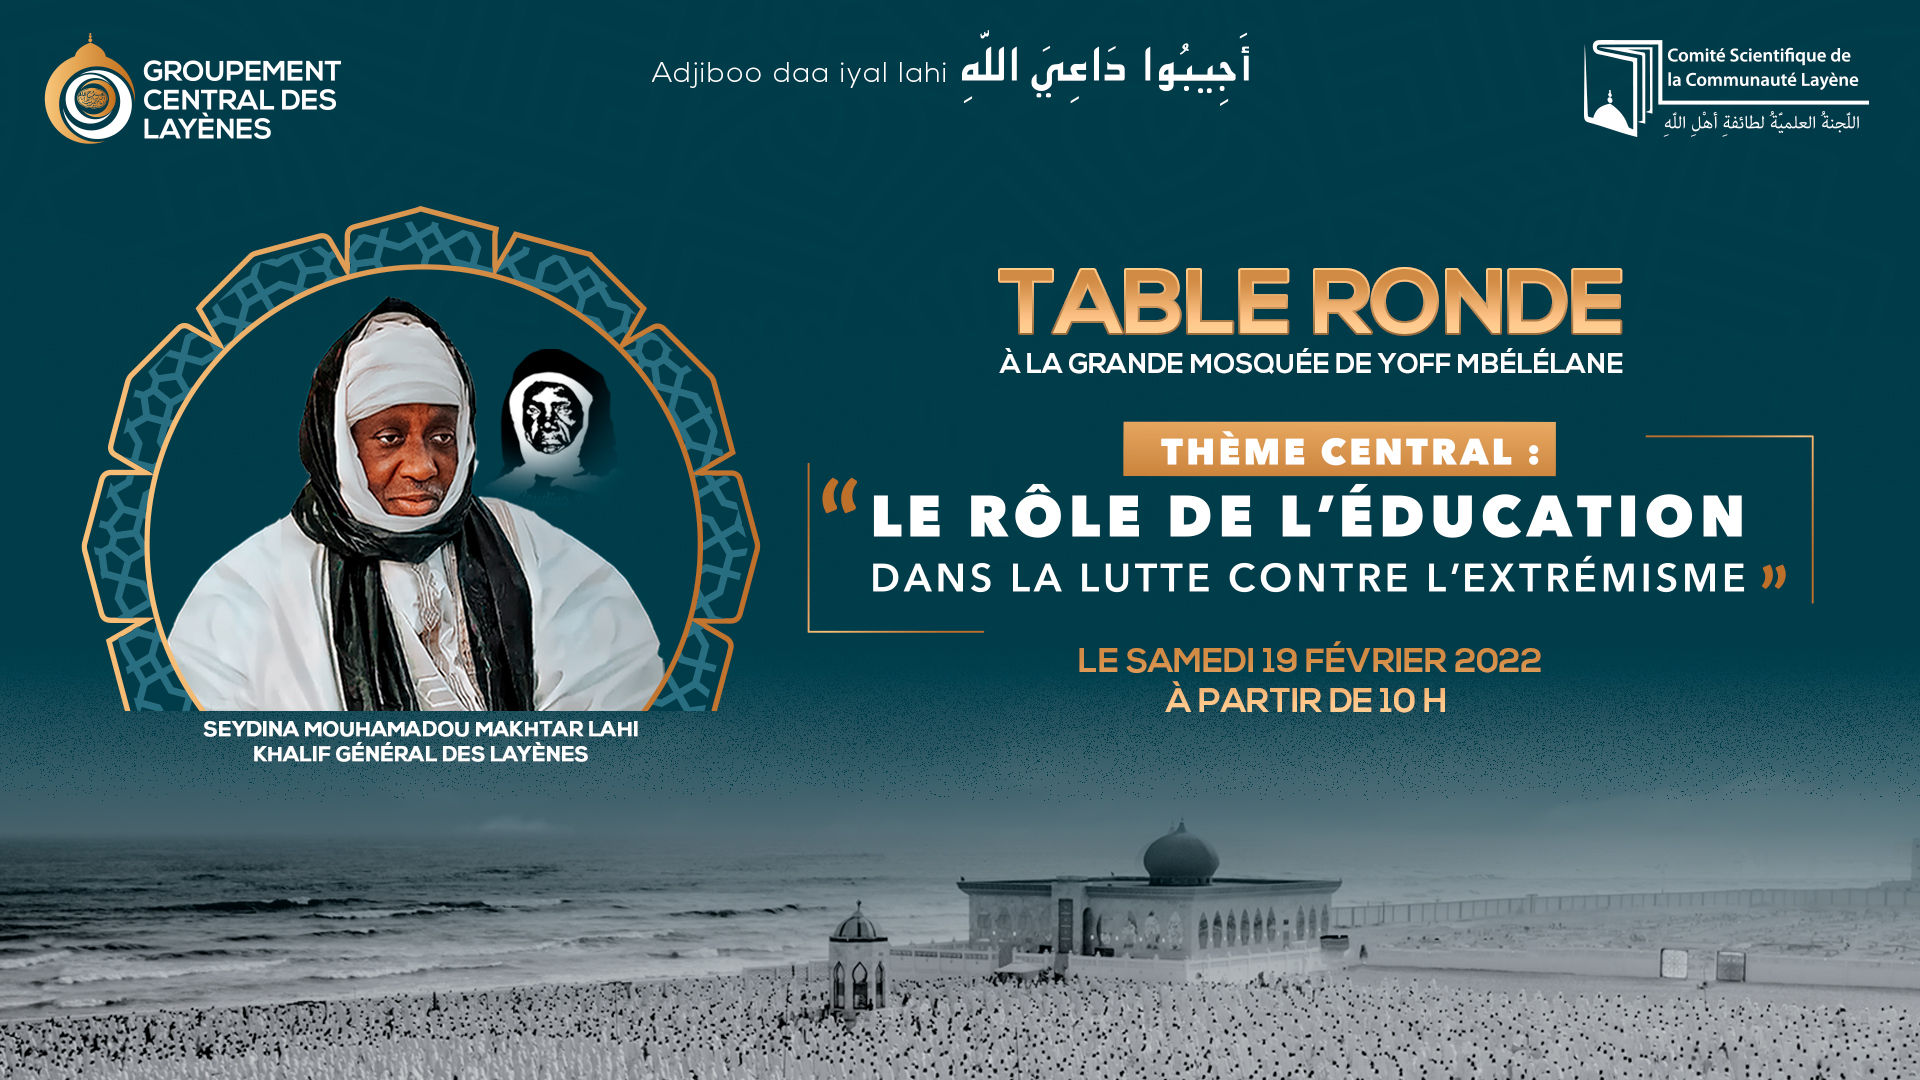 GROUPEMENT
CENTRAL DES
LAYÈNES
Adjiboo daa iyal lahi أَجِيبُوا دَاعِيَ اللّهِ
Comité Scientifique de
la Communauté Layène
اللّجنةُ العلميّةُ لطائفةِ أهْلِ اللّهِ
TABLE RONDE
À LA GRANDE MOSQUÉE DE YOFF MBÉLÉLANE
THÈME CENTRAL :
“ LE RÔLE DE L’ÉDUCATION
DANS LA LUTTE CONTRE L’EXTRÉMISME ”
LE SAMEDI 19 FÉVRIER 2022
À PARTIR DE 10 H
SEYDINA MOUHAMADOU MAKHTAR LAHI
KHALIF GÉNÉRAL DES LAYÈNES